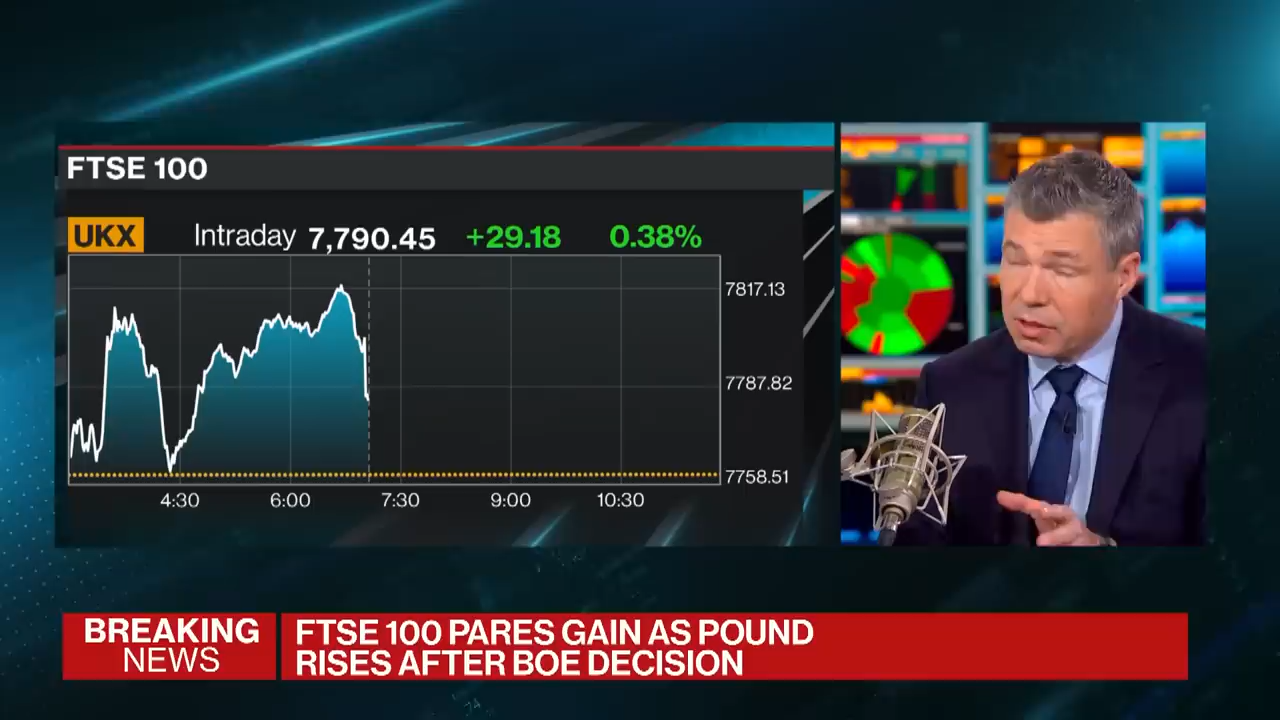 FTSE 100
UKX Intraday 7,790.45 +29.18 0.38%
7817.13
7787.82
7758.51
4:30 6:00 7:30 9:00 10:30
BREAKING
NEWS
FTSE 100 PARES GAIN AS POUND
RISES AFTER BOE DECISION